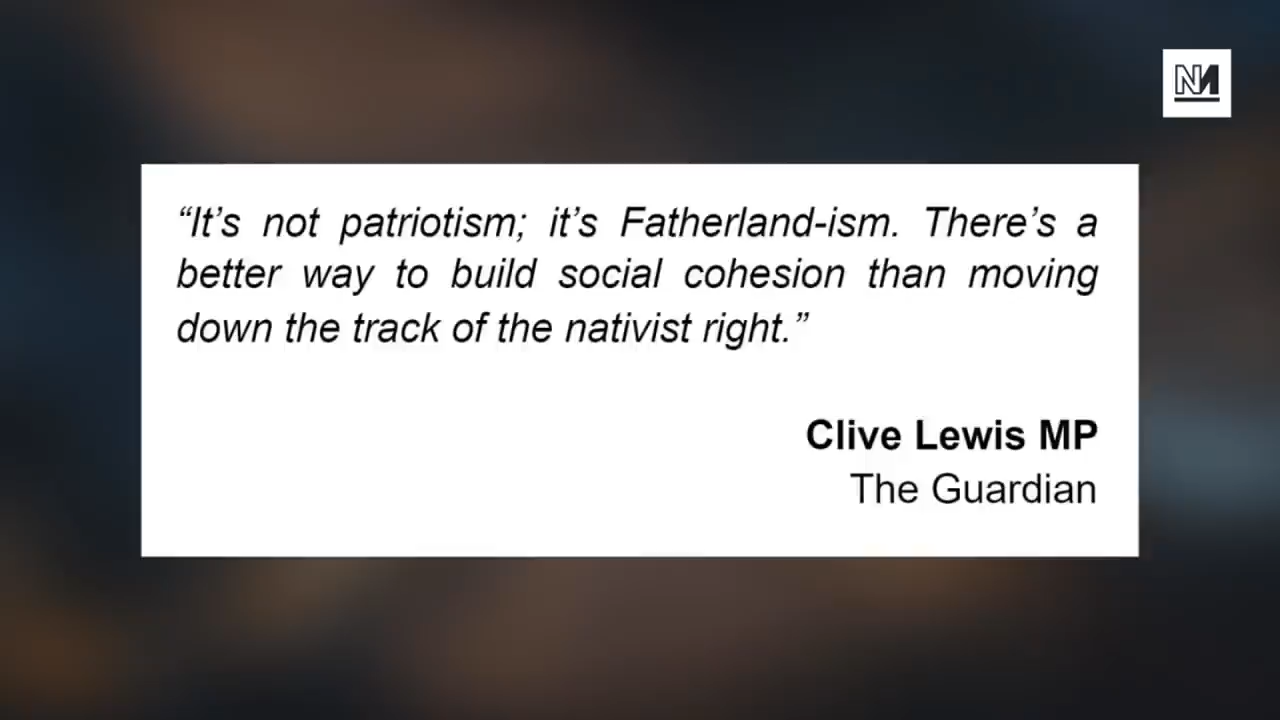 NM
“It’s not patriotism; it’s Fatherland-ism. There’s a
better way to build social cohesion than moving
down the track of the nativist right.”
Clive Lewis MP
The Guardian